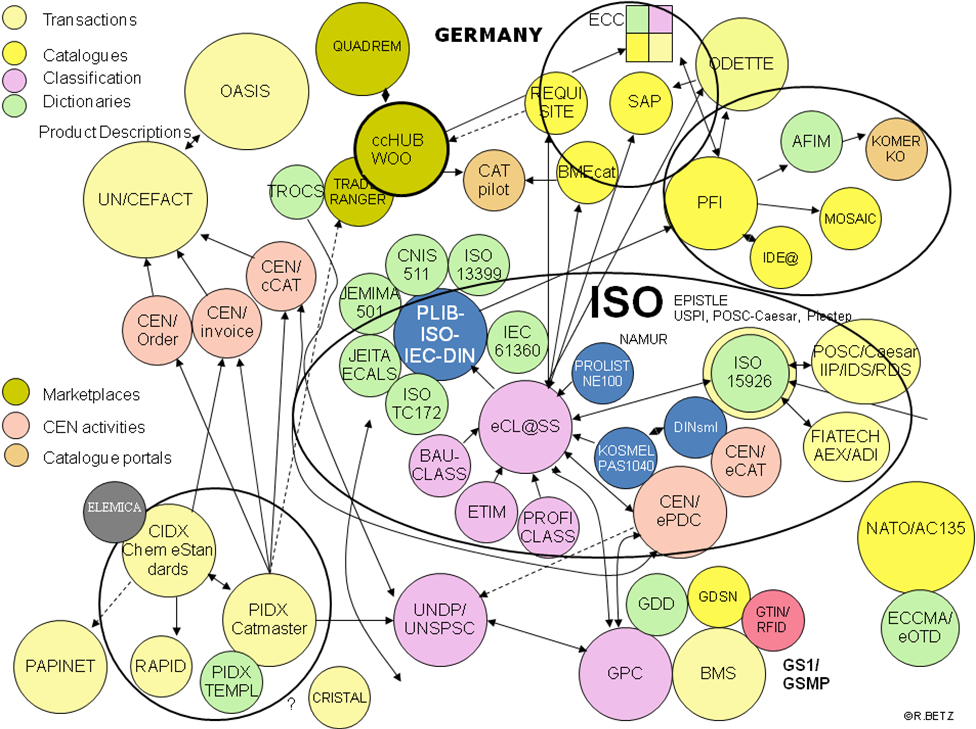 Transactions
Catalogues
Classification
Dictionaries
Product Descriptions
QUADREM
GERMANY
ECC
ODETTE
OASIS
REQUI
SITE
SAP
ccHUB
WOO
AFIM
KOMER
KO
UN/CEFACT
TROCS
TRADE
RANGER
CAT
pilot
BMEcat
PFI
MOSAIC
IDE@
CEN/
cCAT
CNIS
511
ISO
13399
JEMIMA
501
PLIB-
ISO-
IEC-DIN
ISO
EPISTLE
USPI, POSC-Caesar, Plestep
CEN/
Order
CEN/
invoice
IEC
61360
NAMUR
JEITA
ECALS
PROLIST
NE100
ISO
15926
POSC/Caesar
IIP/IDS/RDS
Marketplaces
CEN activities
Catalogue portals
ISO
TC172
eCL@SS
KOSMEL
PAS1040
DINsml
FIATECH
AEX/ADI
BAU-
CLASS
CEN/
eCAT
ETIM
PROFI
CLASS
CEN/
ePDC
ELEMICA
CIDX
Chem eStan
dards
NATO/AC135
PIDX
Catmaster
UNDP/
UNSPSC
GDD
GDSN
GTIN/
RFID
ECCMA/
eOTD
PAPINET
RAPID
PIDX
TEMPL
?
CRISTAL
GPC
BMS
GS1/
GSMP
©R.BETZ